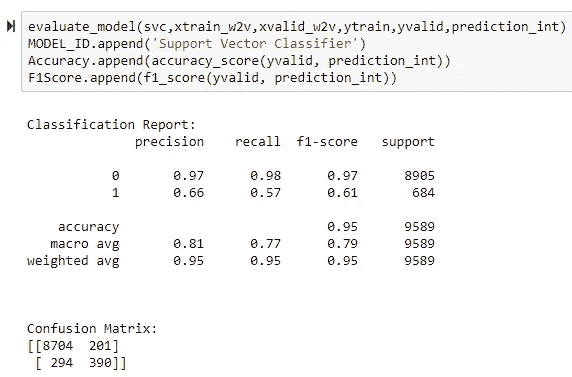 evaluate_model(svc,xtrain_w2v,xvalid_w2v,ytrain,yvalid,prediction_int)
MODEL_ID.append('Support Vector Classifier')
Accuracy.append(accuracy_score(yvalid, prediction_int))
F1Score.append(f1_score(yvalid, prediction_int))
Classification Report:
precision recall f1-score support
0 0.97 0.98 0.97 8905
1 0.66 0.57 0.61 684
accuracy 0.95 9589
macro avg 0.81 0.77 0.79 9589
weighted avg 0.95 0.95 0.95 9589
Confusion Matrix:
[[8704 201]
[ 294 390]]